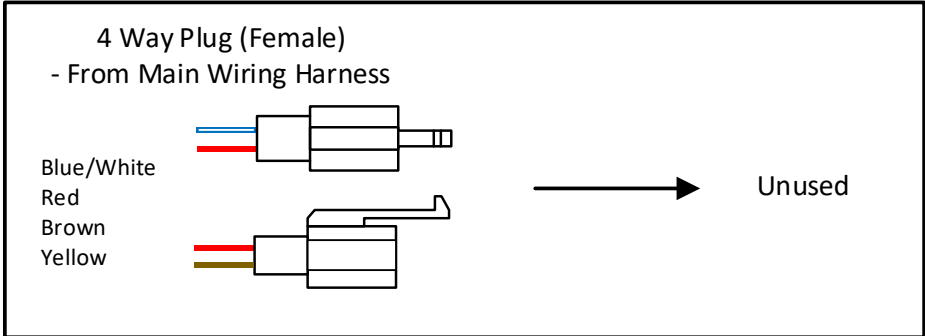 4 Way Plug (Female)
- From Main Wiring Harness
Blue/White
Red
Brown
Yellow
Unused